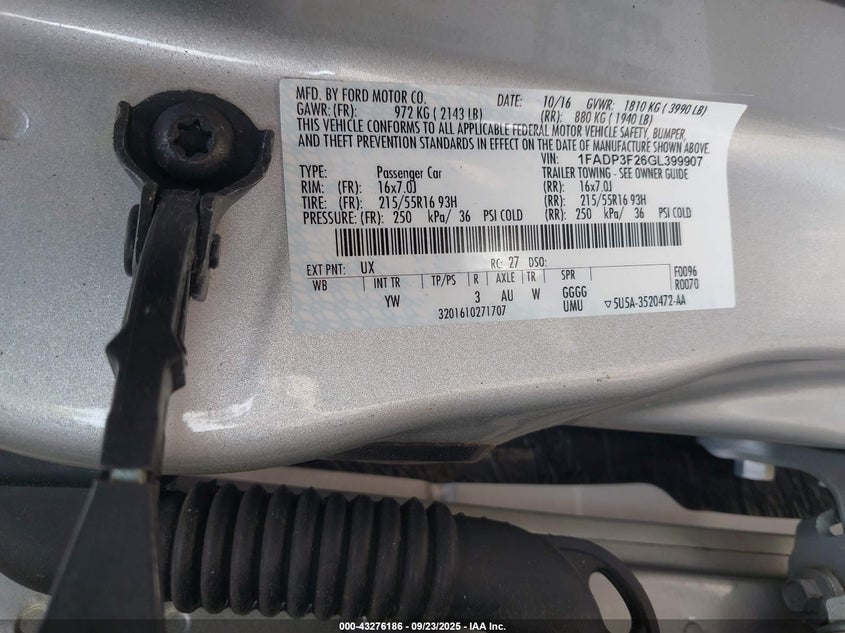 MFD. BY FORD MOTOR CO. DATE: 10/16 GVWR: 1810 KG ( 3990 LB)
GAWR: (FR): 972 KG ( 2143 LB) (RR): 880 KG ( 1940 LB)
THIS VEHICLE CONFORMS TO ALL APPLICABLE FEDERAL MOTOR VEHICLE SAFETY, BUMPER,
AND THEFT PREVENTION STANDARDS IN EFFECT ON THE DATE OF MANUFACTURE SHOWN ABOVE.
VIN: 1FADP3F26GL399907
TYPE: Passenger Car TRAILER TOWING - SEE OWNER GUIDE
RIM: (FR): 16x7.0J (RR): 16x7.0J
TIRE: (FR): 215/55R16 93H (RR): 215/55R16 93H
PRESSURE: (FR): 250 kPa/ 36 PSI COLD (RR): 250 kPa/ 36 PSI COLD
EXT PNT: UX RC: 27 DSO:
WB INT TR TP/PS R AXLE TR SPR F0096
YW 3 AU W GGGG R0070
UMU 5U5A-3520472-AA
3201610271707
000-43276186 - 09/23/2025 - IAA Inc.